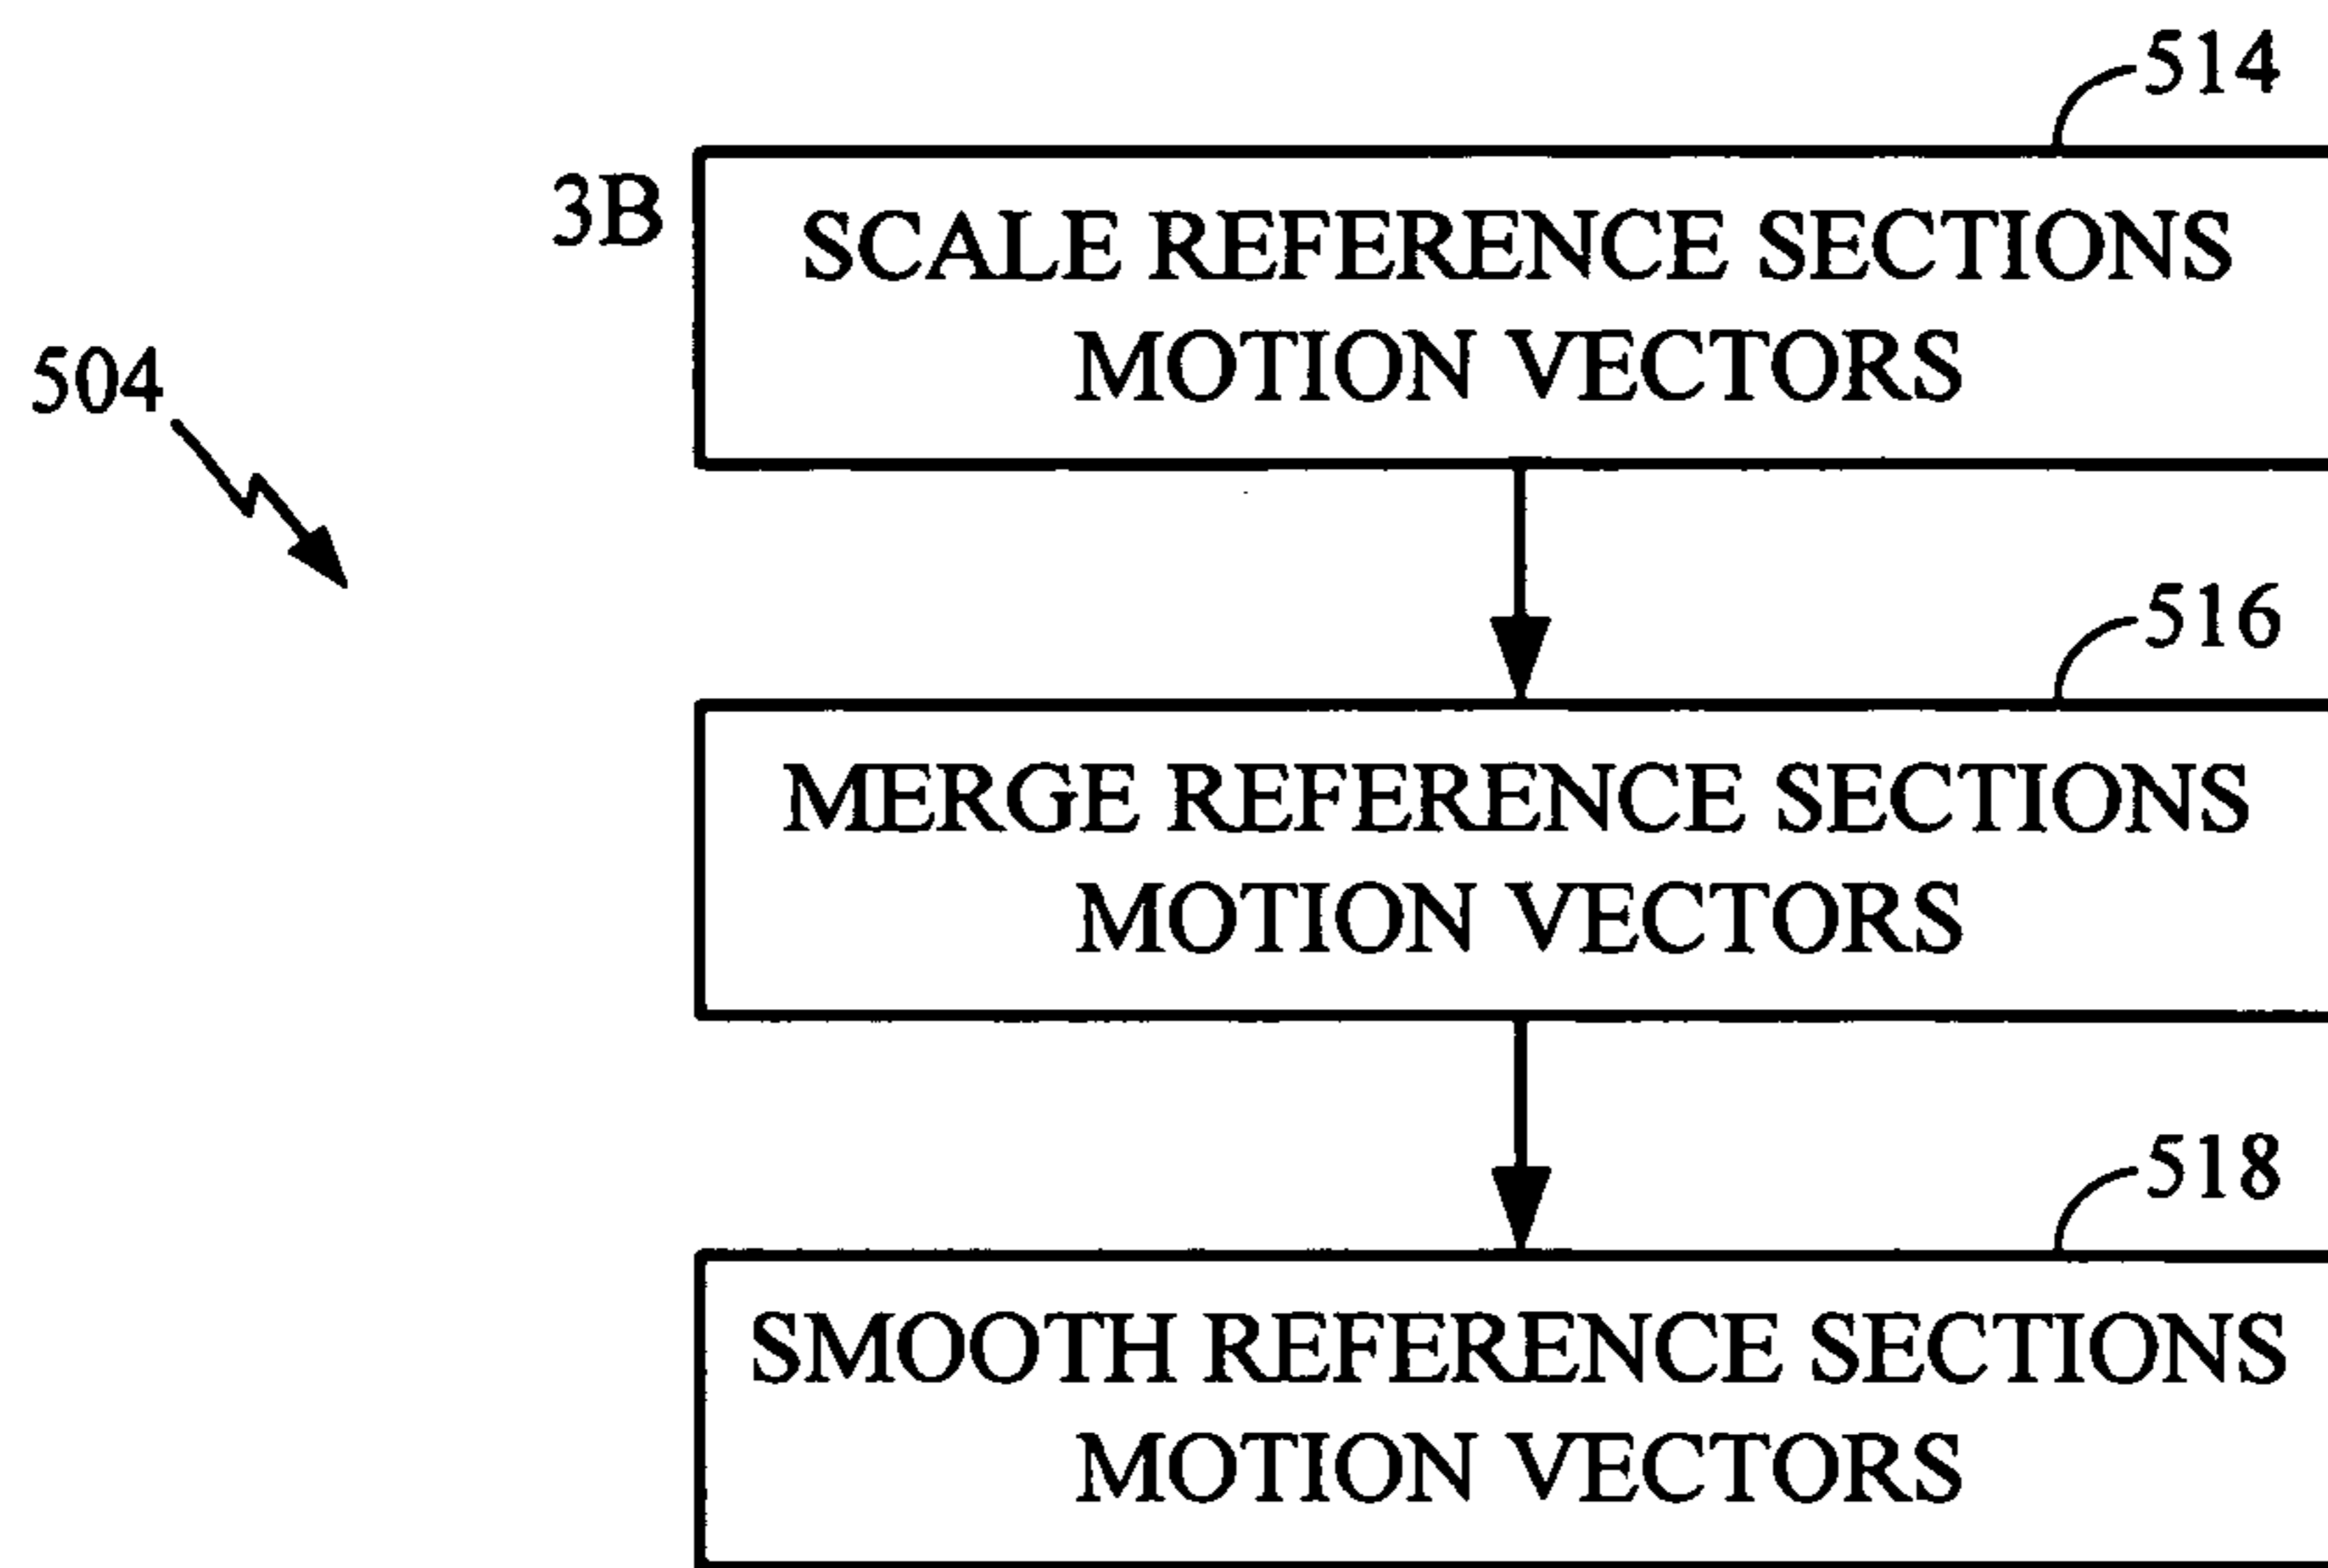 514
3B
SCALE REFERENCE SECTIONS
MOTION VECTORS
504
516
MERGE REFERENCE SECTIONS
MOTION VECTORS
518
SMOOTH REFERENCE SECTIONS
MOTION VECTORS